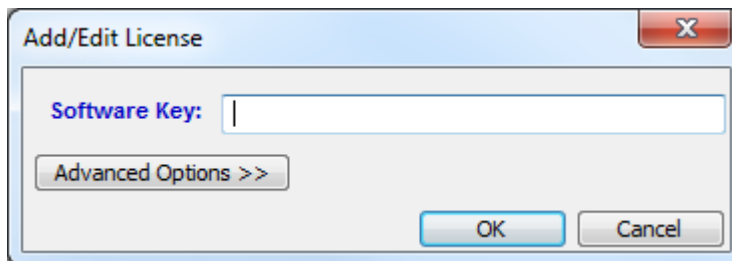 Add/Edit License
Software Key:
Advanced Options >>
OK Cancel